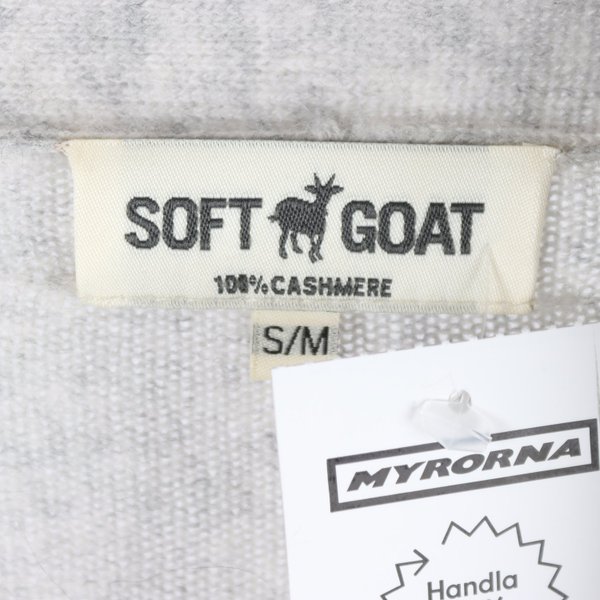 SOFT GOAT
100% CASHMERE
S/M
MYRORNA
Handla